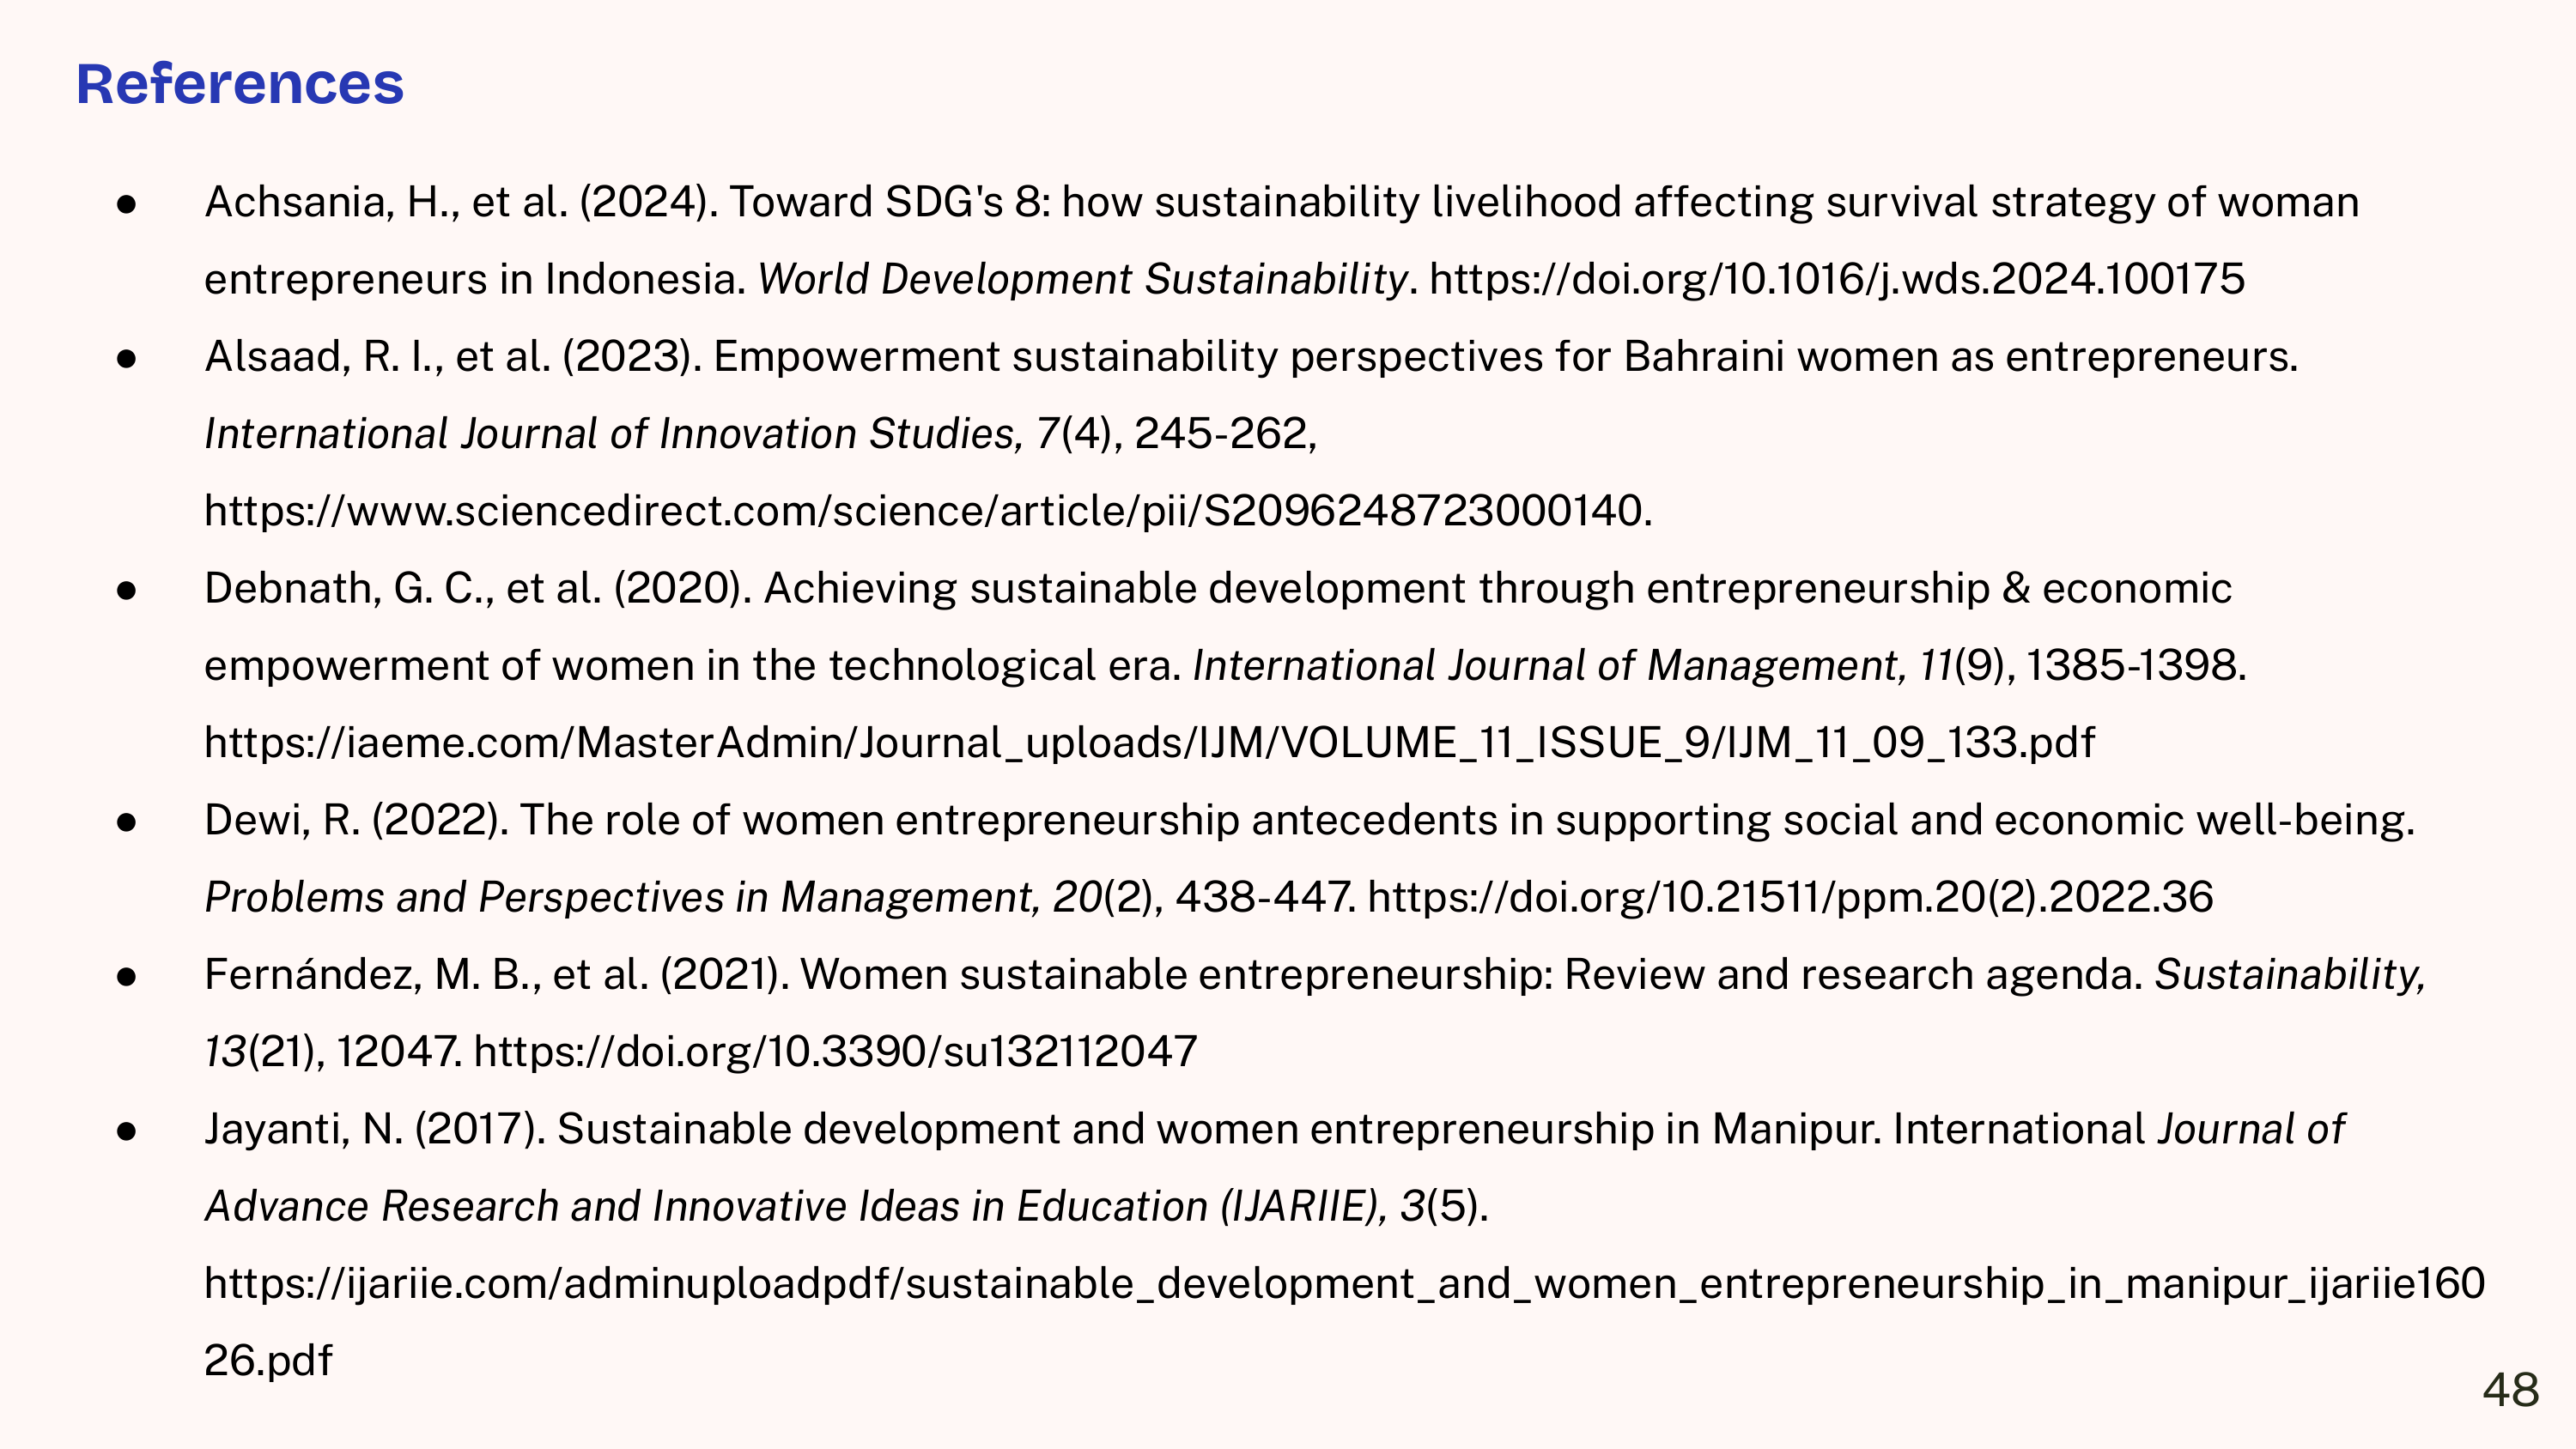 References
● Achsania, H., et al. (2024). Toward SDG's 8: how sustainability livelihood affecting survival strategy of woman
entrepreneurs in Indonesia. World Development Sustainability. https://doi.org/10.1016/j.wds.2024.100175
● Alsaad, R. I., et al. (2023). Empowerment sustainability perspectives for Bahraini women as entrepreneurs.
International Journal of Innovation Studies, 7(4), 245-262,
https://www.sciencedirect.com/science/article/pii/S2096248723000140.
● Debnath, G. C., et al. (2020). Achieving sustainable development through entrepreneurship & economic
empowerment of women in the technological era. International Journal of Management, 11(9), 1385-1398.
https://iaeme.com/MasterAdmin/Journal_uploads/IJM/VOLUME_11_ISSUE_9/IJM_11_09_133.pdf
● Dewi, R. (2022). The role of women entrepreneurship antecedents in supporting social and economic well-being.
Problems and Perspectives in Management, 20(2), 438-447. https://doi.org/10.21511/ppm.20(2).2022.36
● Fernández, M. B., et al. (2021). Women sustainable entrepreneurship: Review and research agenda. Sustainability,
13(21), 12047. https://doi.org/10.3390/su132112047
● Jayanti, N. (2017). Sustainable development and women entrepreneurship in Manipur. International Journal of
Advance Research and Innovative Ideas in Education (IJARIIE), 3(5).
https://ijariie.com/adminuploadpdf/sustainable_development_and_women_entrepreneurship_in_manipur_ijariie160
26.pdf
48